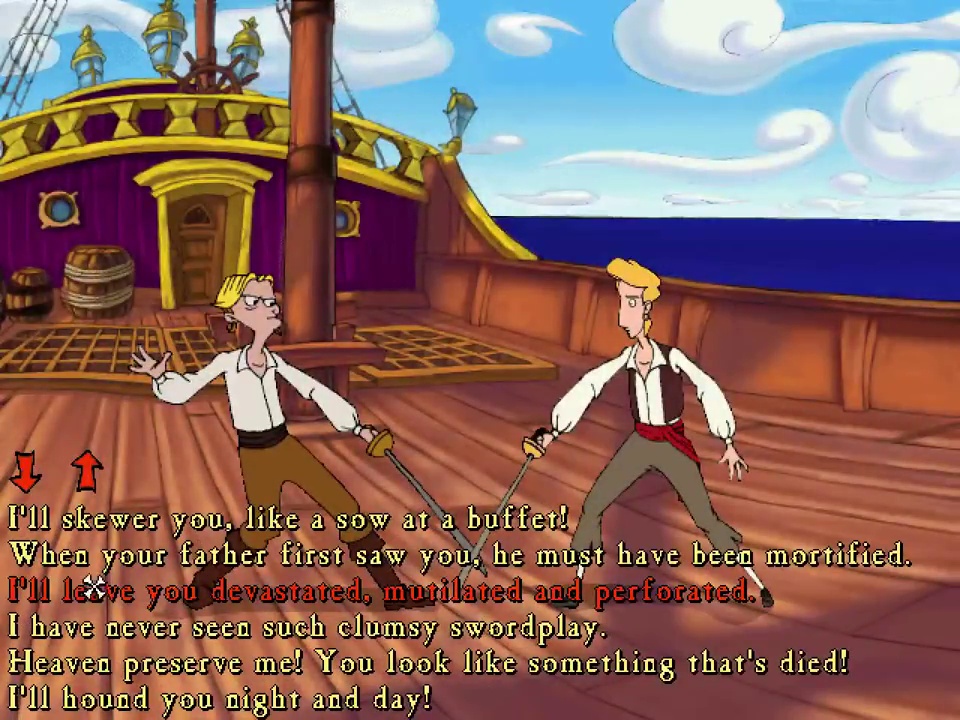 I'll skewer you, like a sow at a buffet!
When your father first saw you, he must have been mortified.
I'll leave you devastated, mutilated and perforated.
I have never seen such clumsy swordplay.
Heaven preserve me! You look like something that's died!
I'll hound you night and day!